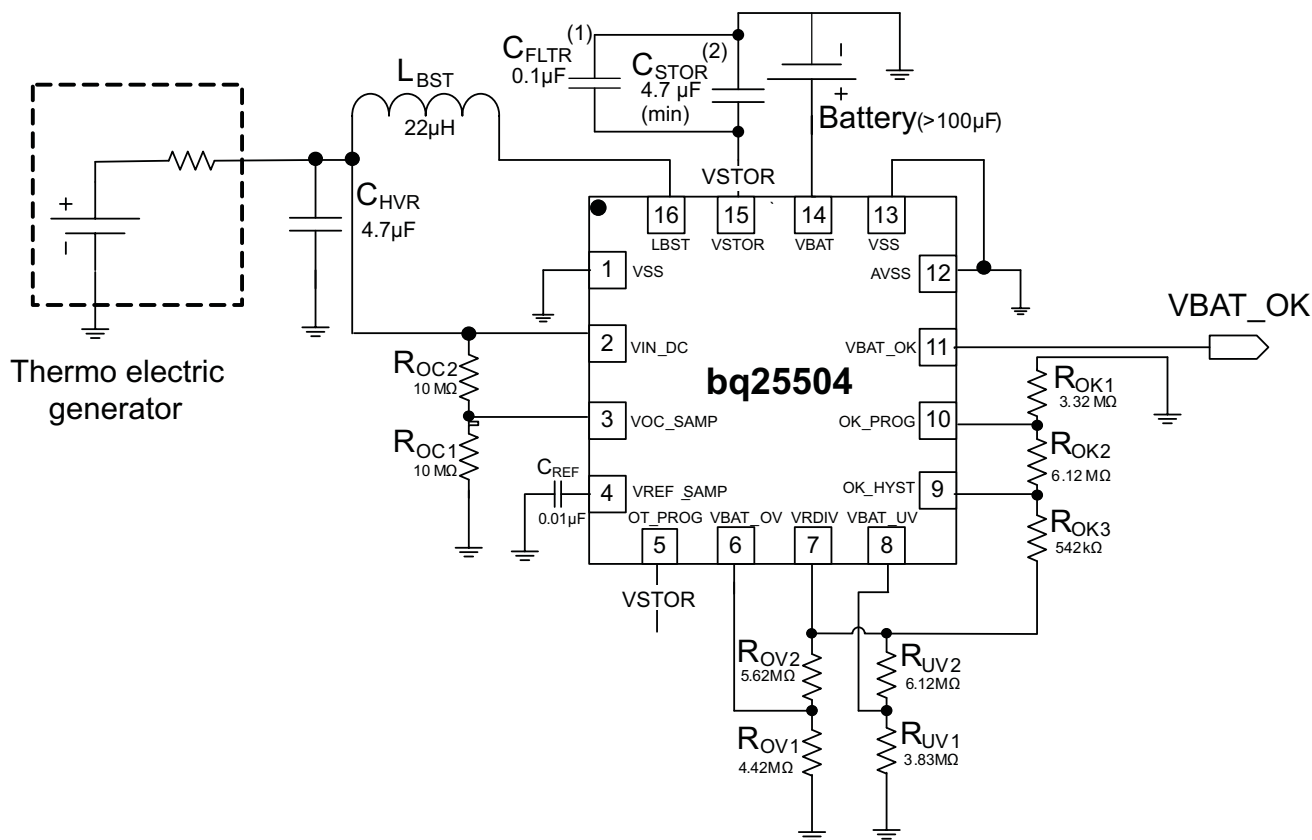 CFLTR (1)
0.1µF
CSTOR (2)
4.7 µF
(min)
+
Battery(>100µF)
LBST
22µH
VSTOR
CHVR
4.7µF
+
Thermo electric
generator
16
LBST
15
VSTOR
14
VBAT
13
VSS
1
VSS
AVSS
12
2
VIN_DC
VBAT_OK
11
VBAT_OK
bq25504
ROC2
10 MΩ
3
VOC_SAMP
OK_PROG
10
ROK1
3.32 MΩ
ROC1
10 MΩ
ROK2
6.12 MΩ
CREF
0.01µF
4
VREF_SAMP
OK_HYST
9
ROK3
542kΩ
OT_PROG
VBAT_OV
VRDIV
VBAT_UV
5
6
7
8
VSTOR
ROV2
5.62MΩ
RUV2
6.12MΩ
ROV1
4.42MΩ
RUV1
3.83MΩ